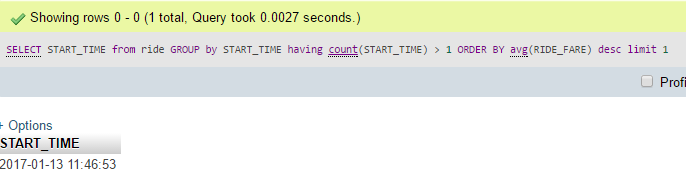 Showing rows 0 - 0 (1 total, Query took 0.0027 seconds.)
SELECT START_TIME from ride GROUP by START_TIME having count(START_TIME) > 1 ORDER BY avg(RIDE_FARE) desc limit 1
Profi
+ Options
START_TIME
2017-01-13 11:46:53